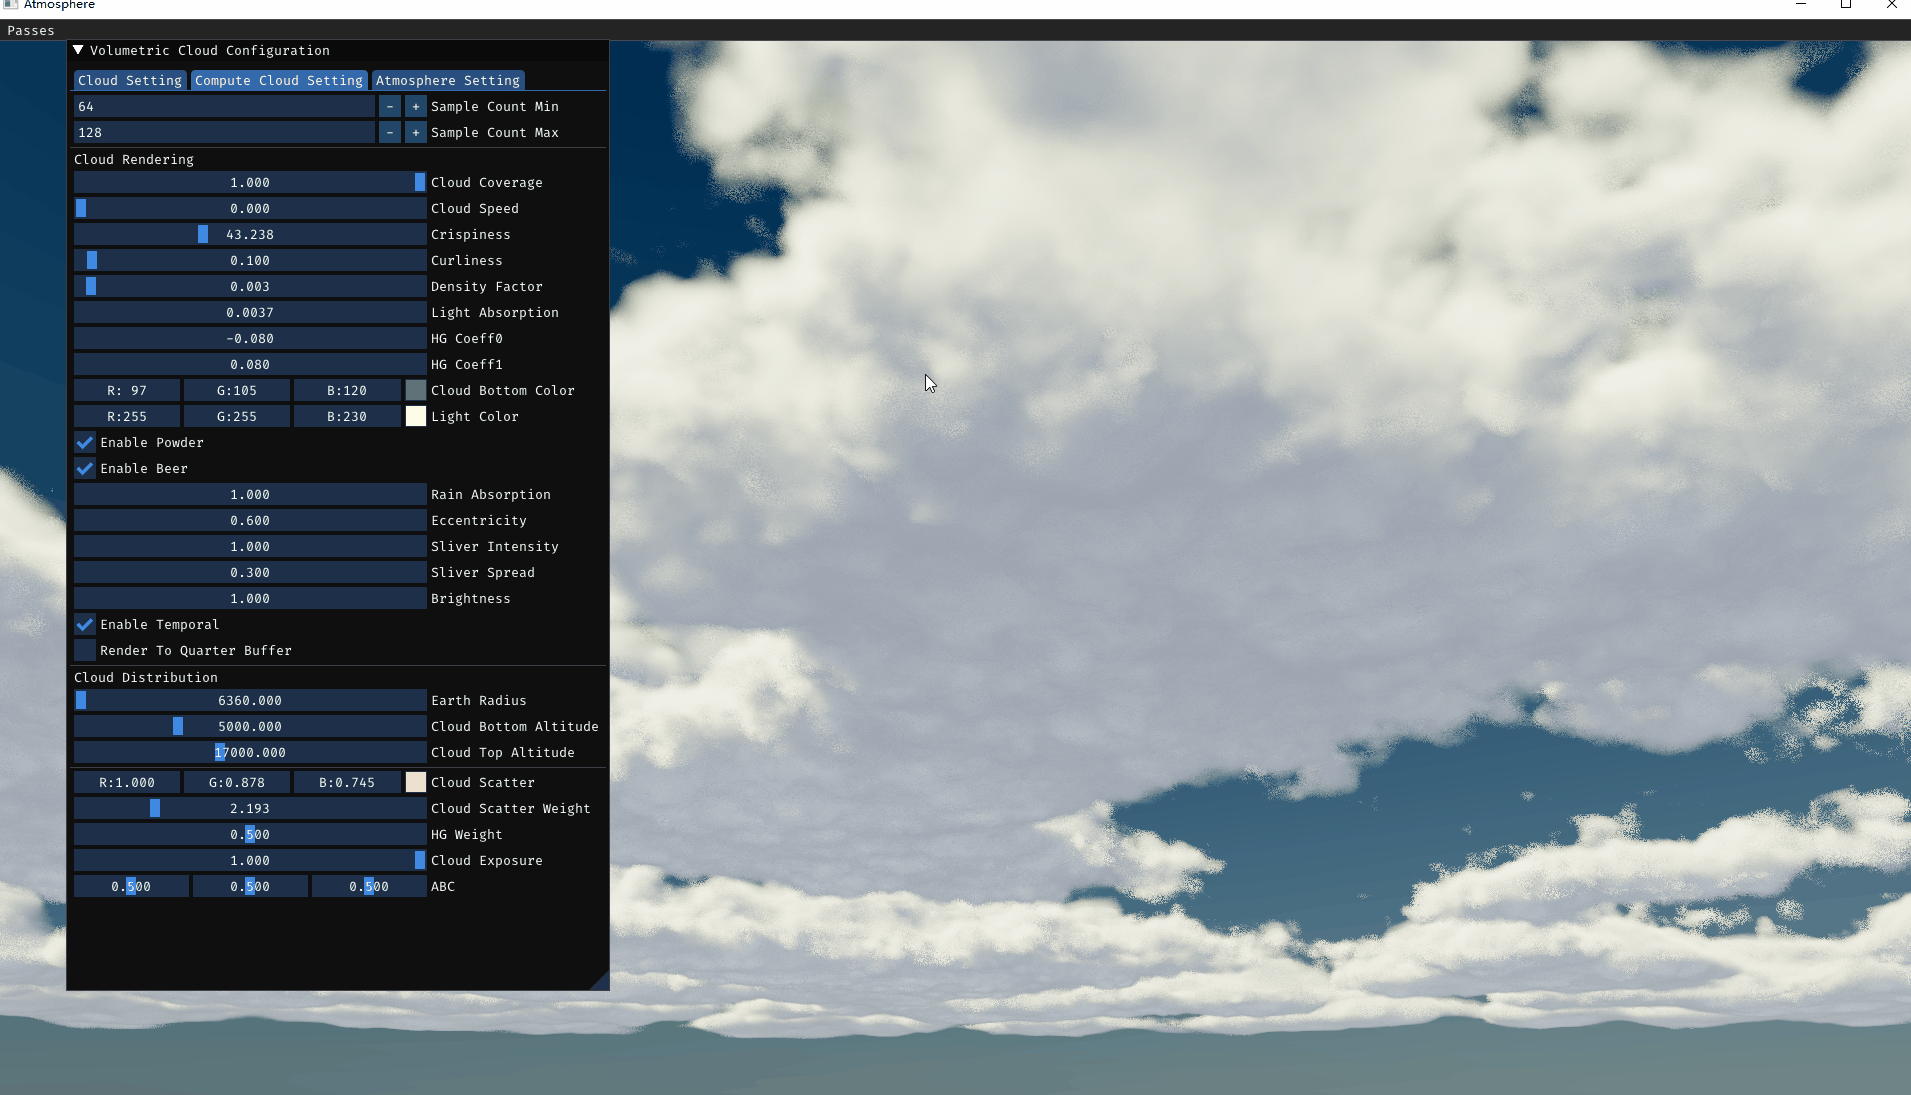 Atmosphere
Passes
Volumetric Cloud Configuration
Cloud Setting Compute Cloud Setting Atmosphere Setting
64 - + Sample Count Min
128 - + Sample Count Max
Cloud Rendering
1.000 Cloud Coverage
0.000 Cloud Speed
43.238 Crispiness
0.100 Curliness
0.003 Density Factor
0.0037 Light Absorption
-0.080 HG Coeff0
0.080 HG Coeff1
R: 97 G:105 B:120 Cloud Bottom Color
R:255 G:255 B:230 Light Color
Enable Powder
Enable Beer
1.000 Rain Absorption
0.600 Eccentricity
1.000 Sliver Intensity
0.300 Sliver Spread
1.000 Brightness
Enable Temporal
Render To Quarter Buffer
Cloud Distribution
6360.000 Earth Radius
5000.000 Cloud Bottom Altitude
17000.000 Cloud Top Altitude
R:1.000 G:0.878 B:0.745 Cloud Scatter
2.193 Cloud Scatter Weight
0.500 HG Weight
1.000 Cloud Exposure
0.500 0.500 0.500 ABC